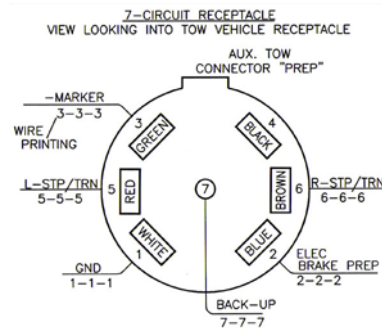 7-CIRCUIT RECEPTACLE
VIEW LOOKING INTO TOW VEHICLE RECEPTACLE
AUX. TOW
CONNECTOR "PREP"
-MARKER
3-3-3
WIRE
PRINTING
3
GREEN
4
BLACK
L-STP/TRN
5-5-5
5
RED
7
BROWN
6
R-STP/TRN
6-6-6
WHITE
1
BLUE
2
GND
1-1-1
ELEC
BRAKE PREP
2-2-2
BACK-UP
7-7-7